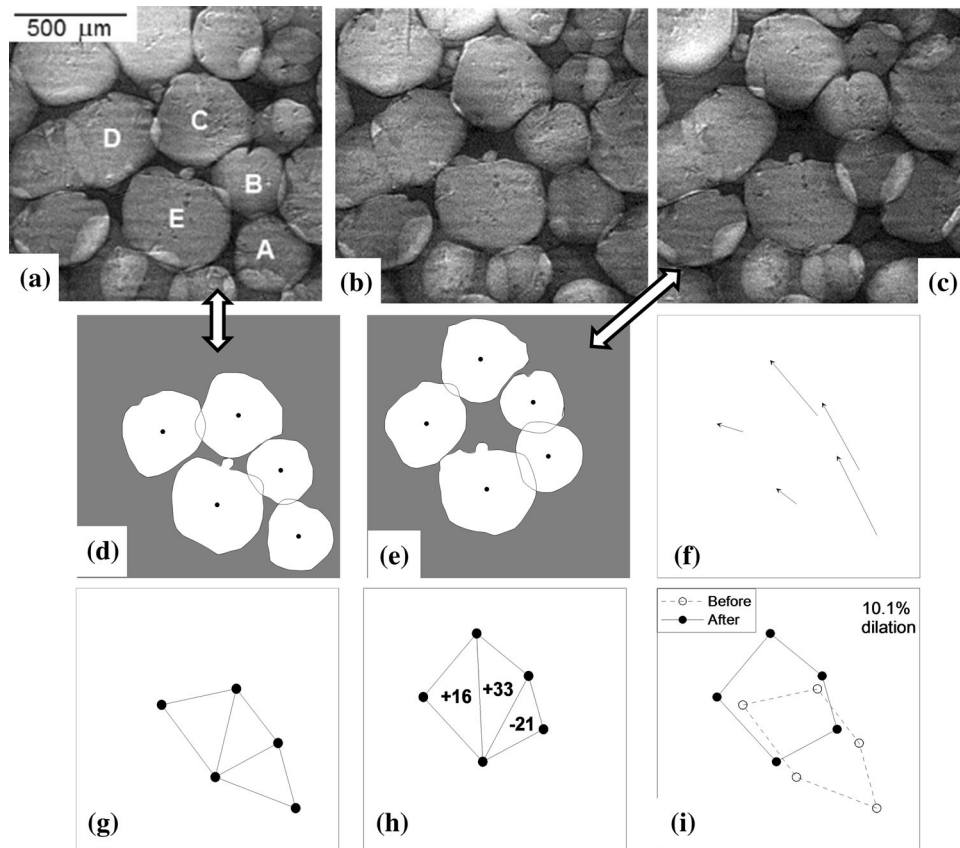 500 μm
C
D
B
E
A
(a)
(b)
(c)
(d)
(e)
(f)
Before
After
10.1%
dilation
+16
+33
-21
(g)
(h)
(i)